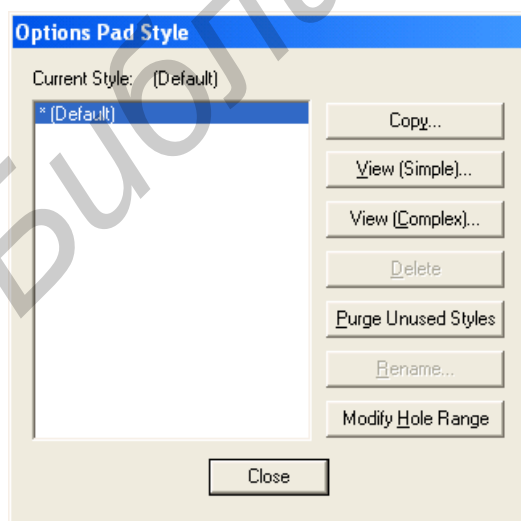 Options Pad Style
Current Style: (Default)
* (Default)
Copy...
View (Simple)...
View (Complex)...
Delete
Purge Unused Styles
Rename...
Modify Hole Range
Close